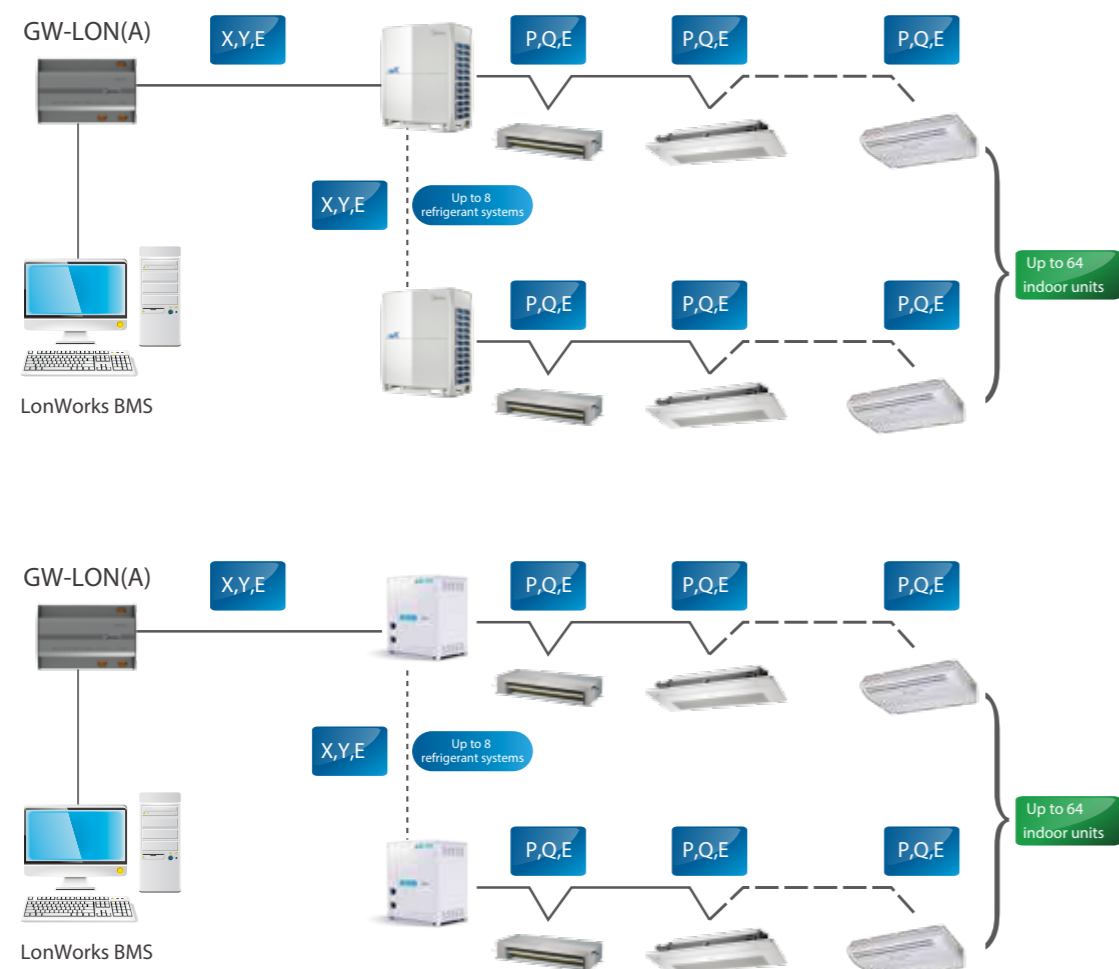 GW-LON(A)
X,Y,E
P,Q,E
P,Q,E
P,Q,E
X,Y,E
Up to 8
refrigerant systems
Up to 64
indoor units
P,Q,E
P,Q,E
P,Q,E
LonWorks BMS
GW-LON(A)
X,Y,E
P,Q,E
P,Q,E
P,Q,E
X,Y,E
Up to 8
refrigerant systems
Up to 64
indoor units
P,Q,E
P,Q,E
P,Q,E
LonWorks BMS